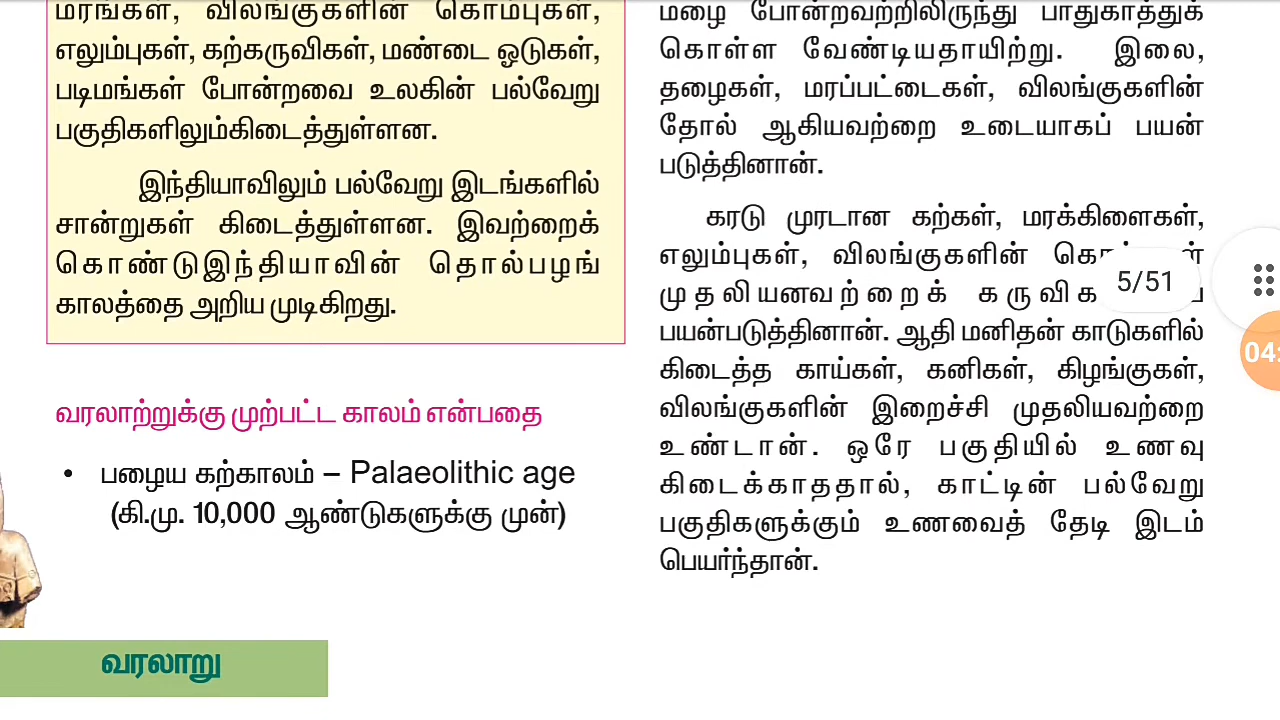 மரங்கள், விலங்குகளின் கொம்புகள்,
எலும்புகள், கற்கருவிகள், மண்டை ஓடுகள்,
படிமங்கள் போன்றவை உலகின் பல்வேறு
பகுதிகளிலும்கிடைத்துள்ளன.
இந்தியாவிலும் பல்வேறு இடங்களில்
சான்றுகள் கிடைத்துள்ளன. இவற்றைக்
கொண்டுஇந்தியாவின் தொல்பழங்
காலத்தை அறிய முடிகிறது.
வரலாற்றுக்கு முற்பட்ட காலம் என்பதை
• பழைய கற்காலம் – Palaeolithic age
(கி.மு. 10,000 ஆண்டுகளுக்கு முன்)
வரலாறு
மழை போன்றவற்றிலிருந்து பாதுகாத்துக்
கொள்ள வேண்டியதாயிற்று. இலை,
தழைகள், மரப்பட்டைகள், விலங்குகளின்
தோல் ஆகியவற்றை உடையாகப் பயன்
படுத்தினான்.
கரடு முரடான கற்கள், மரக்கிளைகள்,
எலும்புகள், விலங்குகளின்
முதலியனவற்றைக்
பயன்படுத்தினான். ஆதி மனிதன் காடுகளில்
கிடைத்த காய்கள், கனிகள், கிழங்குகள்,
விலங்குகளின் இறைச்சி முதலியவற்றை
உண்டான். ஒரே பகுதியில் உணவு
கிடைக்காததால், காட்டின் பல்வேறு
பகுதிகளுக்கும் உணவைத் தேடி இடம்
பெயர்ந்தான்.
5/51
04: